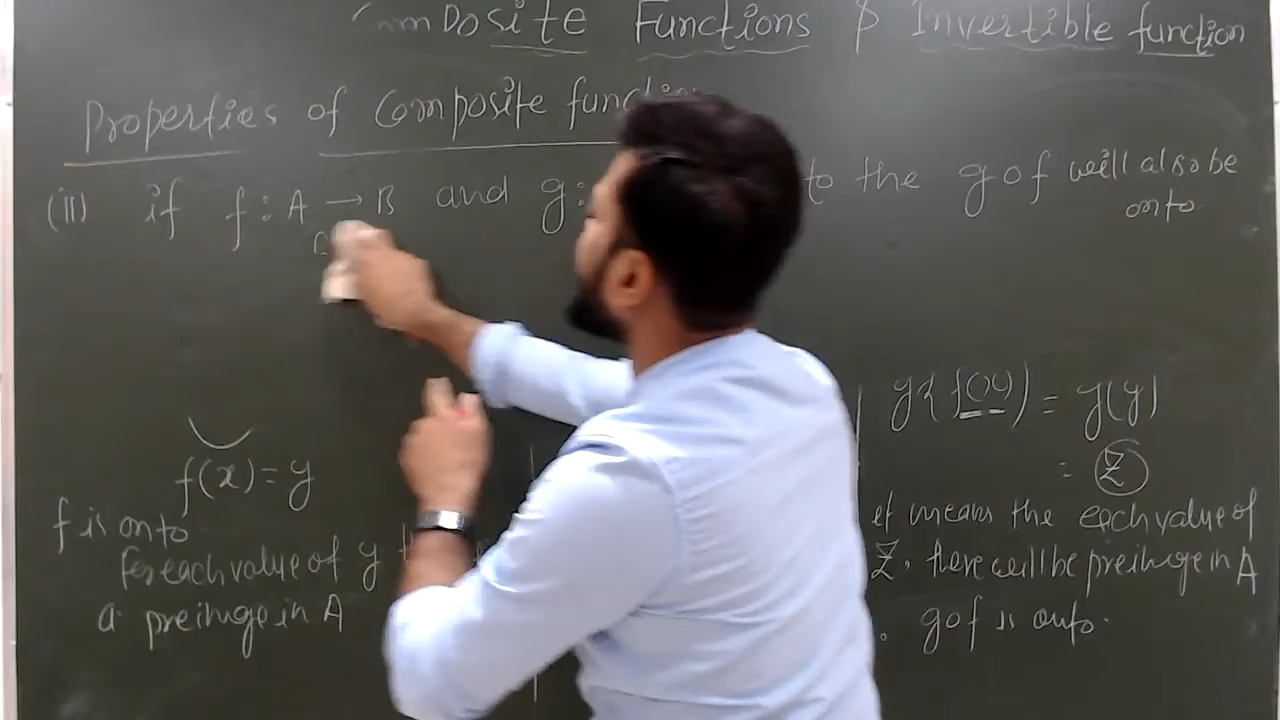 Composite Functions & Invertible function
Properties of Composite function
(ii) if f : A → B and g : to the gof will also be
onto
g{f(x)) = g(y)
= Z
f(x) = y
f is onto
for each value of y
a preimage in A
it means the each value of
Z, there will be preimage in A
gof is onto.